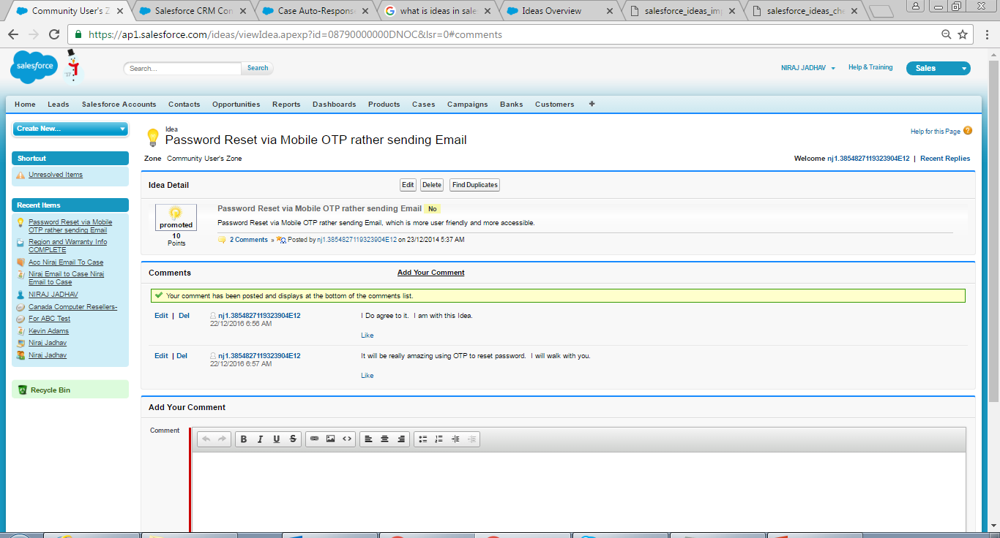 Community User's Z
Salesforce CRM Con
Case Auto-Response
what is ideas in sale
Ideas Overview
salesforce_ideas_imp
salesforce_ideas_che
https://ap1.salesforce.com/ideas/viewIdea.apexp?id=08790000000DNOC&lsr=0#comments
salesforce
'17
Search...
Search
NIRAJ JADHAV
Help & Training
Sales
Home Leads Salesforce Accounts Contacts Opportunities Reports Dashboards Products Cases Campaigns Banks Customers +
Create New...
Shortcut
Unresolved Items
Recent Items
Password Reset via Mobile
OTP rather sending Email
Region and Warranty Info
COMPLETE
Acc Niraj Email To Case
Niraj Email to Case Niraj
Email to Case
NIRAJ JADHAV
Canada Computer Resellers-
For ABC Test
Kevin Adams
Niraj Jadhav
Niraj Jadhav
Recycle Bin
Idea
Password Reset via Mobile OTP rather sending Email
Help for this Page ?
Zone Community User's Zone
Welcome nj1.3854827119323904E12 | Recent Replies
Idea Detail
Edit Delete Find Duplicates
promoted
10
Points
Password Reset via Mobile OTP rather sending Email No
Password Reset via Mobile OTP rather sending Email, which is more user friendly and more accessible.
2 Comments » Posted by nj1.3854827119323904E12 on 23/12/2014 5:37 AM
Comments
Add Your Comment
Your comment has been posted and displays at the bottom of the comments list.
Edit | Del
nj1.3854827119323904E12
22/12/2016 6:56 AM
I Do agree to it. I am with this Idea.
Like
Edit | Del
nj1.3854827119323904E12
22/12/2016 6:57 AM
It will be really amazing using OTP to reset password. I will walk with you.
Like
Add Your Comment
Comment
B I U S